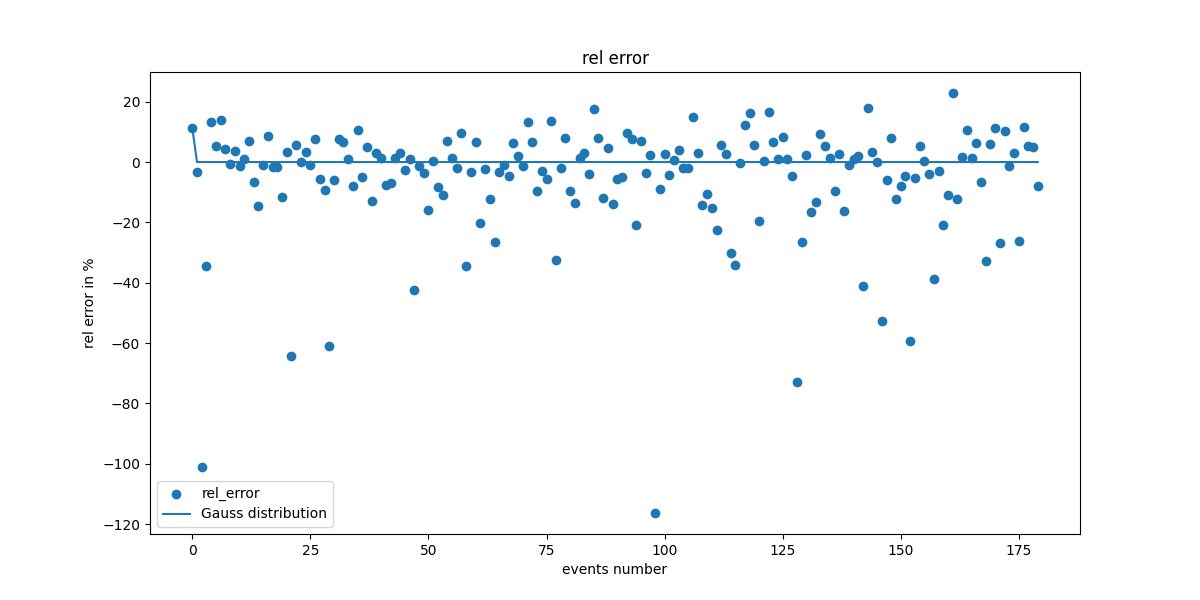 rel error
20
0
−20
−40
−60
−80
−100
−120
rel error in %
rel_error
Gauss distribution
0 25 50 75 100 125 150 175
events number